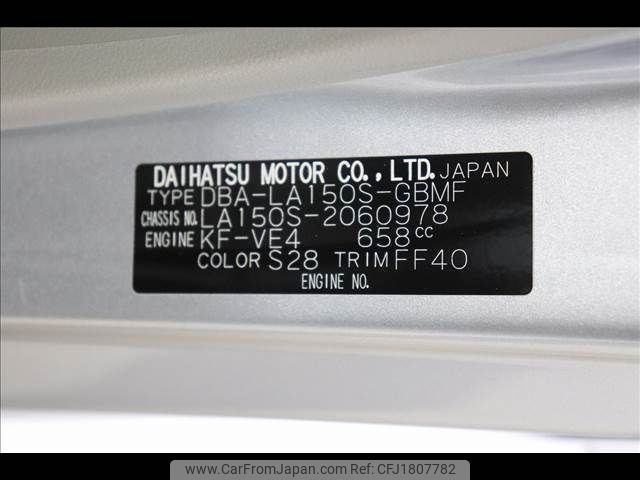 DAIHATSU MOTOR CO., LTD. JAPAN
TYPE DBA-LA150S-GBMF
CHASSIS NO. LA150S-2060978
ENGINE KF-VE4 658cc
COLOR S28 TRIM FF40
ENGINE NO.
www.CarFromJapan.com Ref:No.CFJ1807782